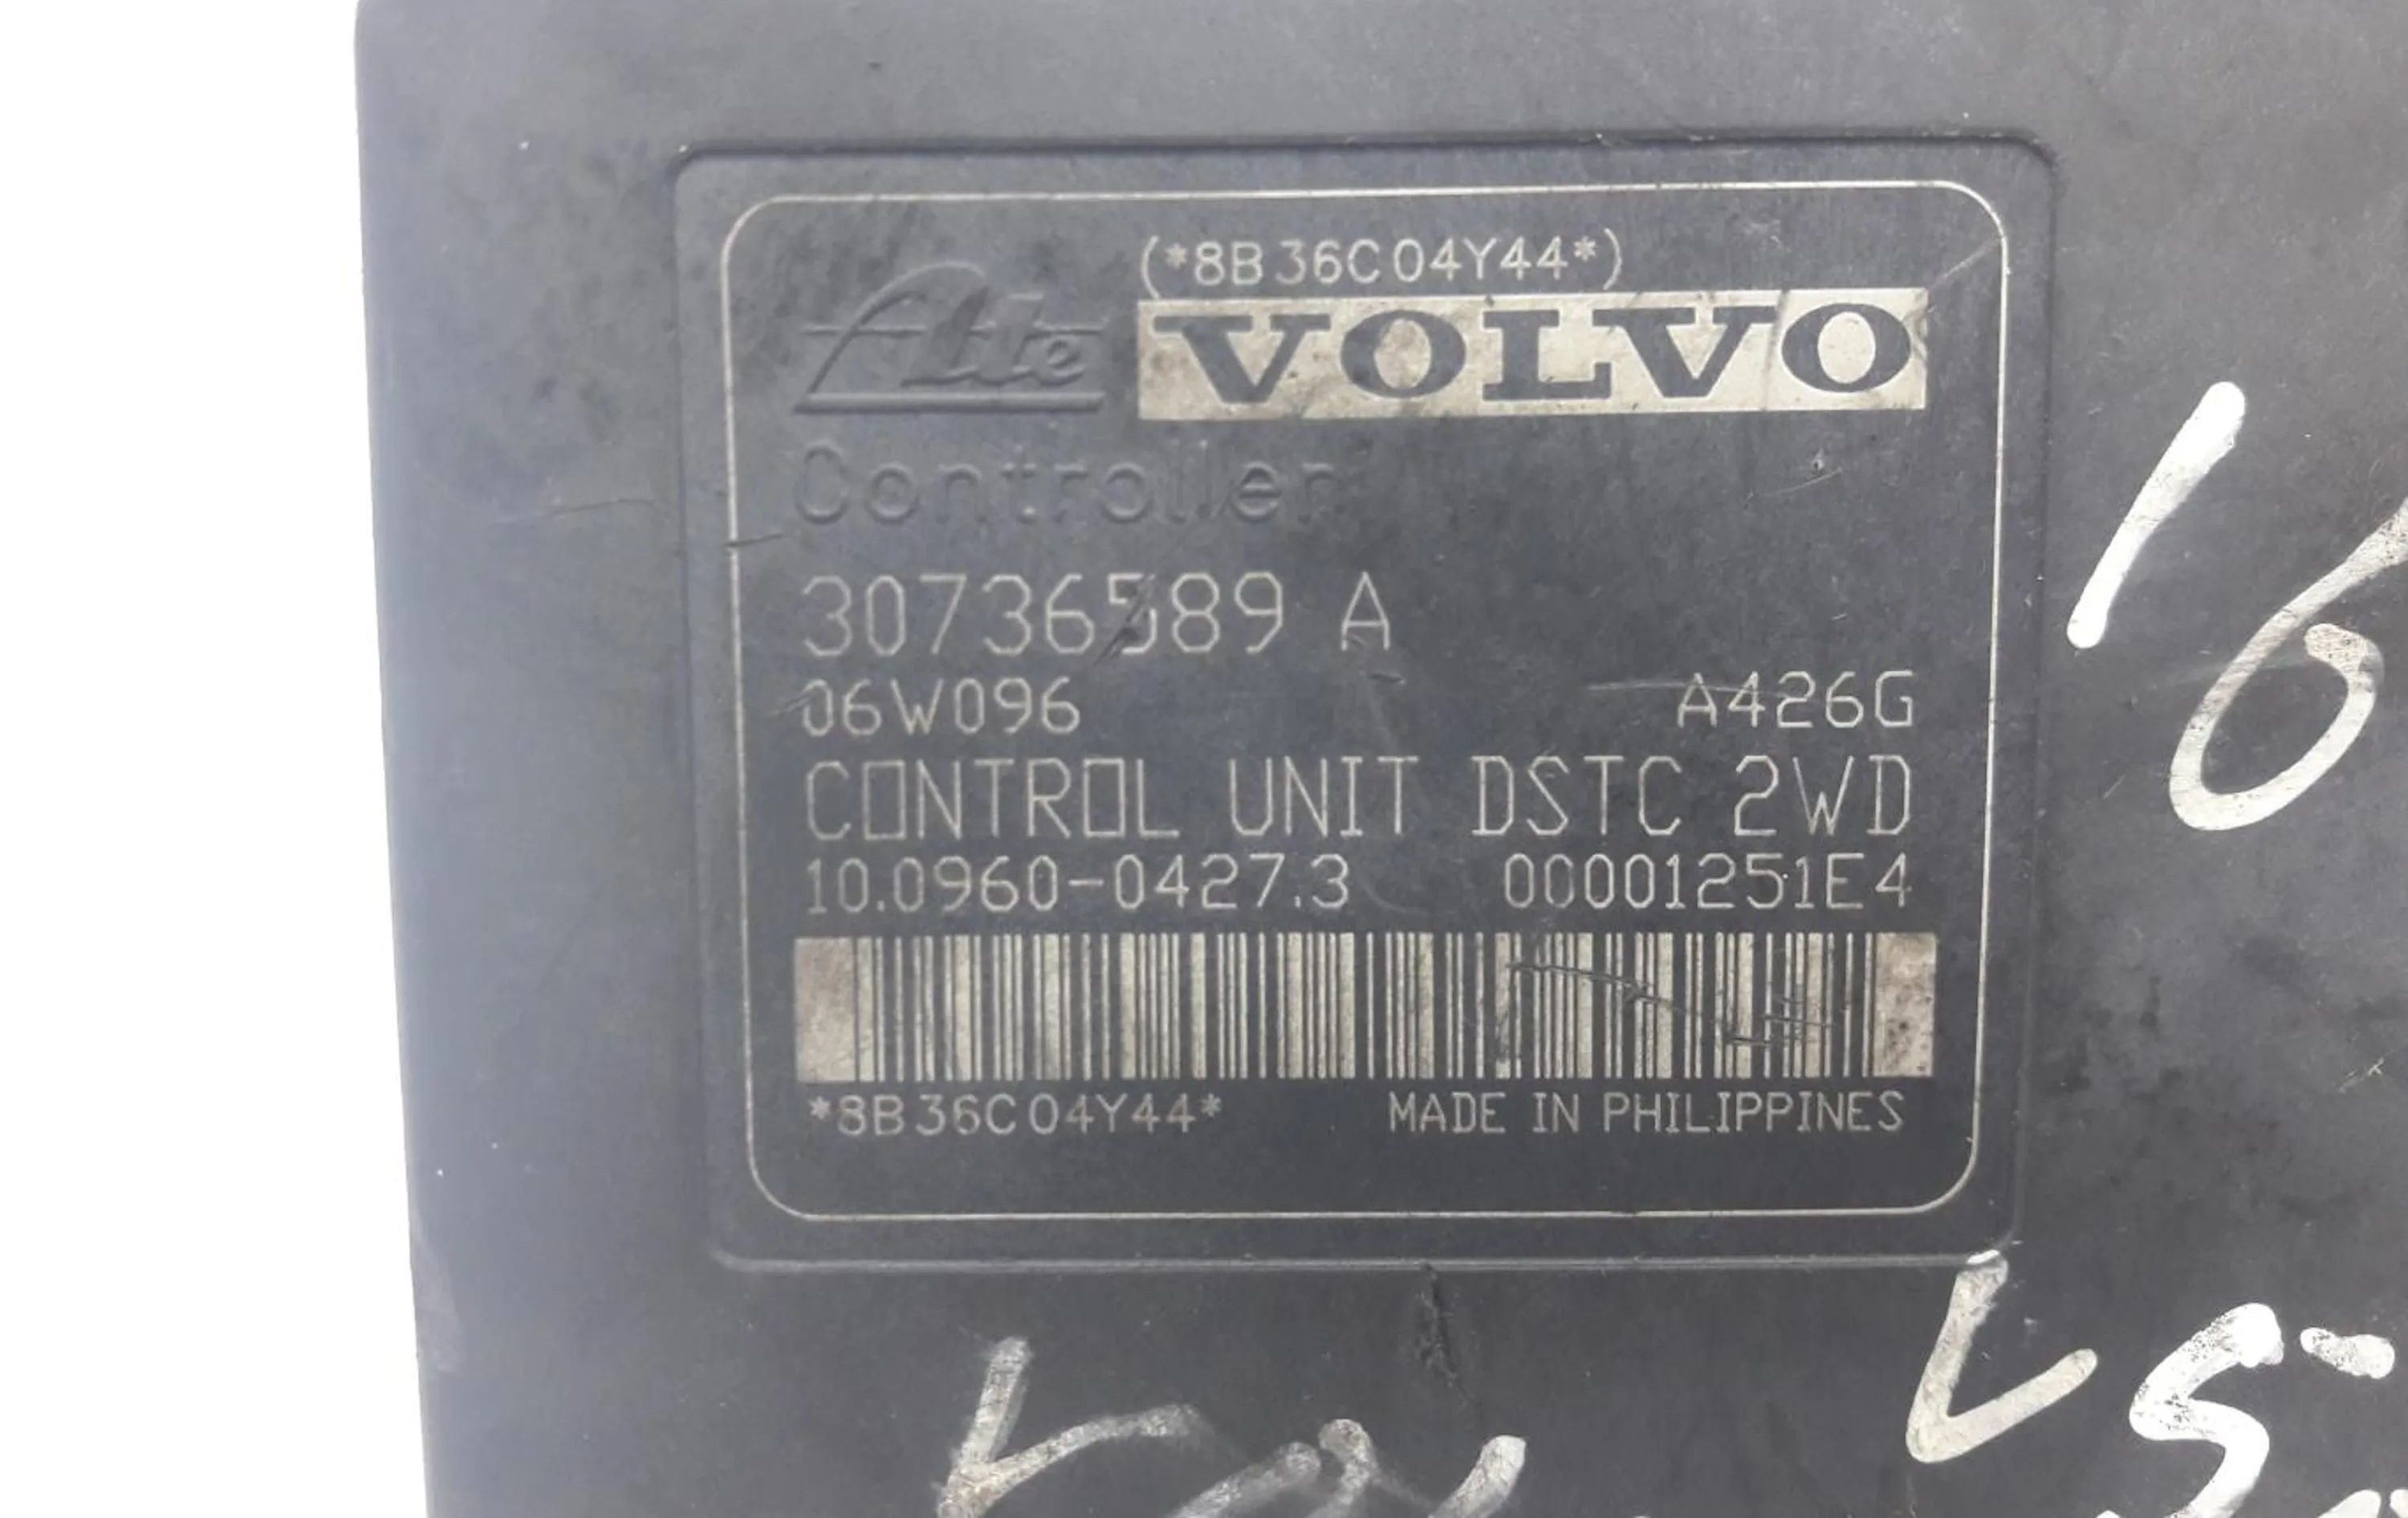 (*8B36C04Y44*)
Ate VOLVO
Controller
30736589 A
06W096 A426G
CONTROL UNIT DSTC 2WD
10.0960-0427.3 00001251E4
*8B36C04Y44* MADE IN PHILIPPINES
16